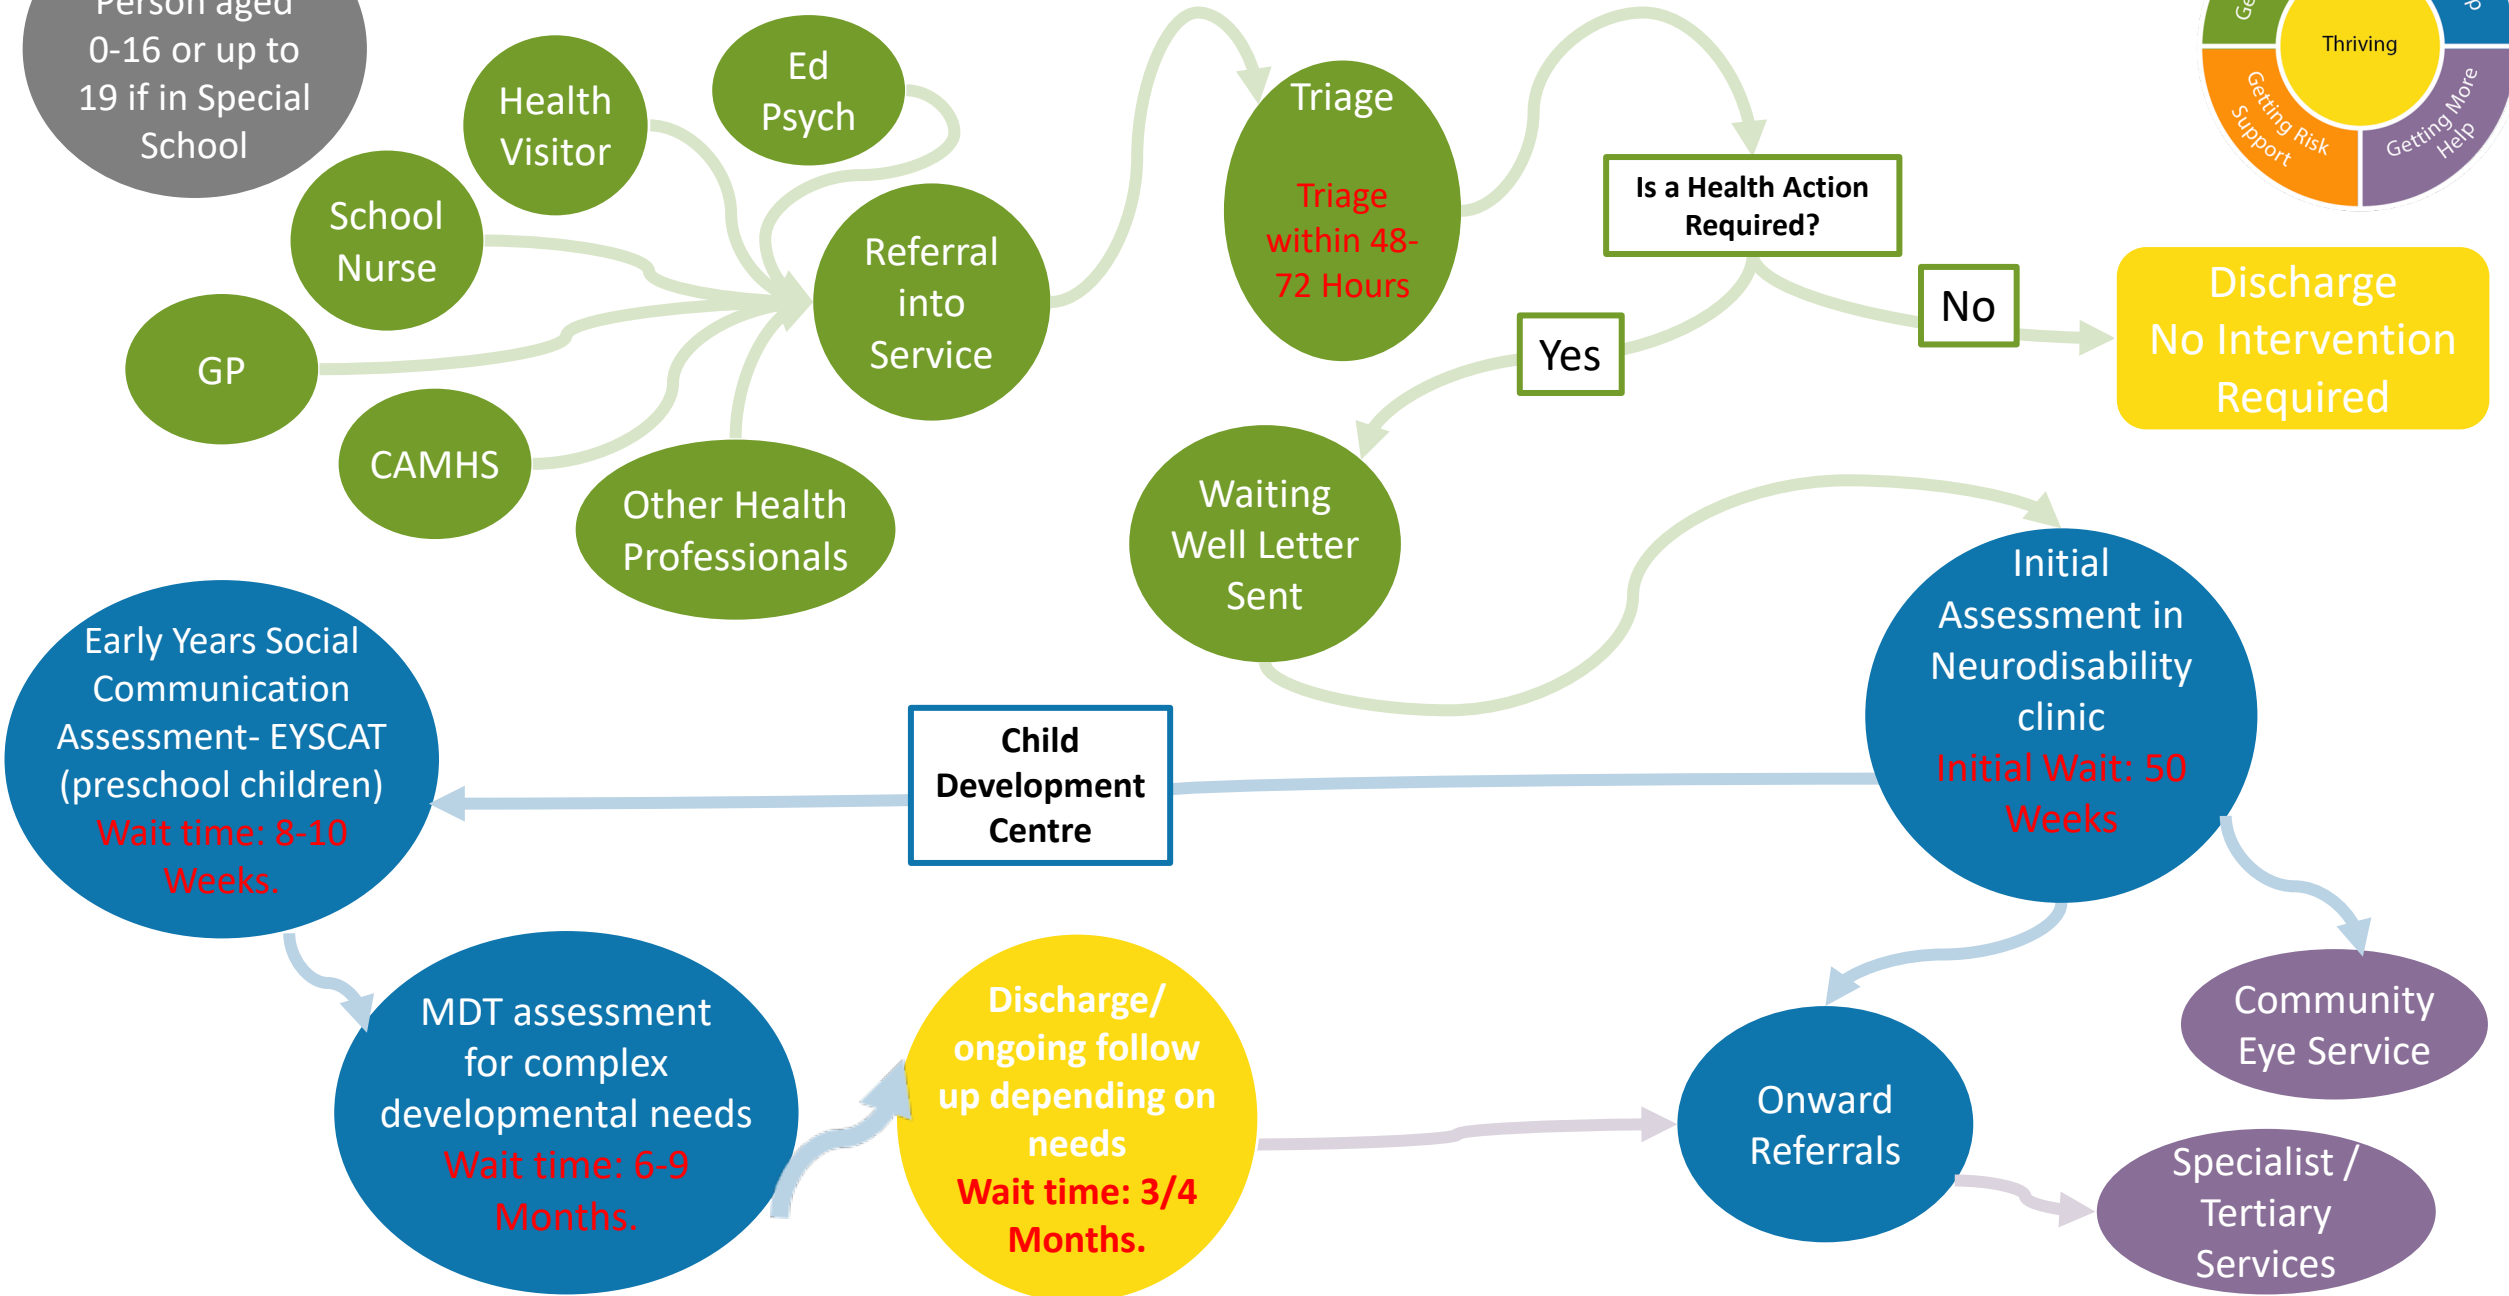 Person aged
0-16 or up to
19 if in Special
School
Health
Visitor
Ed
Psych
School
Nurse
GP
CAMHS
Other Health
Professionals
Referral
into
Service
Triage
Triage
within 48-
72 Hours
Is a Health Action
Required?
Yes
No
Discharge
No Intervention
Required
Thriving
Getting Risk
Support
Getting More
Help
Waiting
Well Letter
Sent
Initial
Assessment in
Neurodisability
clinic
Initial Wait: 50
Weeks
Child
Development
Centre
Early Years Social
Communication
Assessment- EYSCAT
(preschool children)
Wait time: 8-10
Weeks.
MDT assessment
for complex
developmental needs
Wait time: 6-9
Months.
Discharge/
ongoing follow
up depending on
needs
Wait time: 3/4
Months.
Onward
Referrals
Community
Eye Service
Specialist /
Tertiary
Services